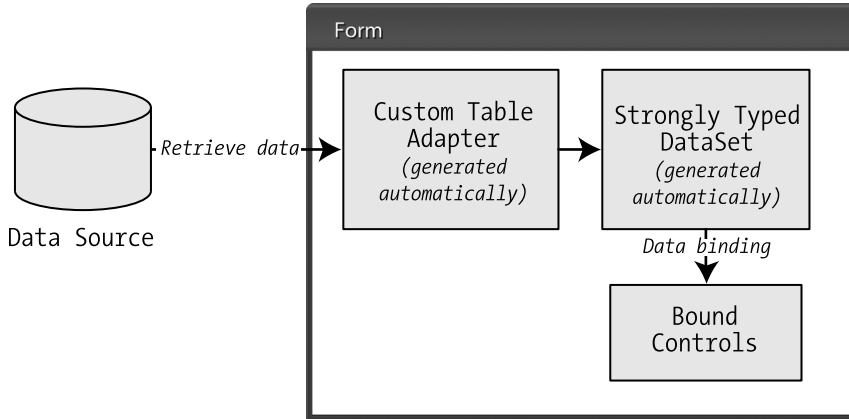 Form
Custom Table
Adapter
(generated
automatically)
Strongly Typed
DataSet
(generated
automatically)
Retrieve data
Data Source
Data binding
Bound
Controls